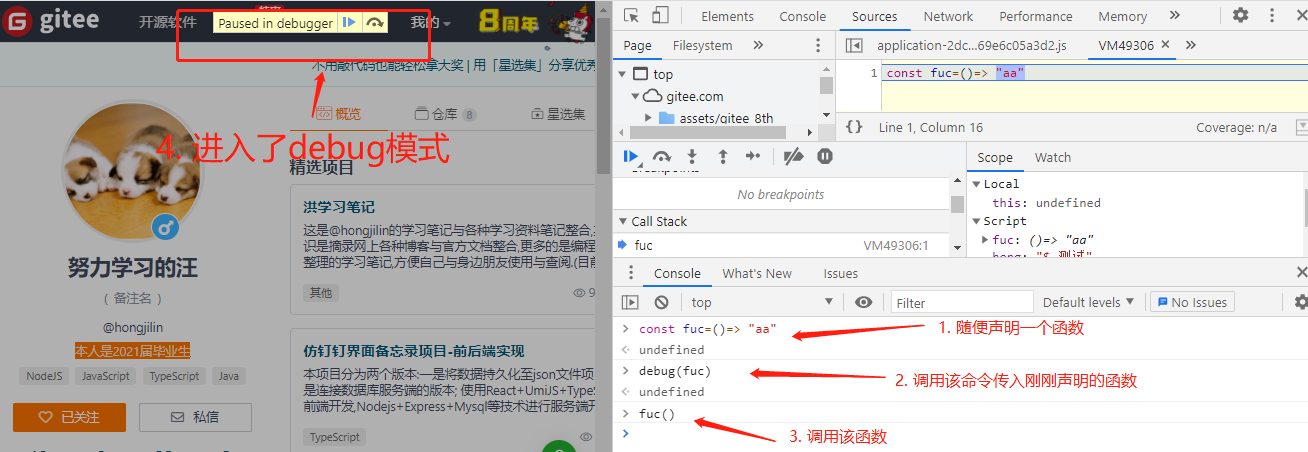 gitee
开源软件
Paused in debugger
我的
8周年
不用敲代码也能轻松拿大奖 | 用「星选集」分享优秀
概览
仓库 8
星选集
4. 进入了debug模式
精选项目
洪学习笔记
这是@hongjilin的学习笔记与各种学习资料笔记整合,
识是摘录网上各种博客与官方文档整合,更多的是编程
整理的学习笔记,方便自己与身边朋友使用与查阅.(目前
其他
9
努力学习的汪
( 备注名 )
@hongjilin
本人是2021届毕业生
NodeJS
JavaScript
TypeScript
Java
已关注
私信
仿钉钉界面备忘录项目-前后端实现
本项目分为两个版本:一是将数据持久化至json文件项
是连接数据库服务端的版本; 使用React+UmiJS+TypeS
前端开发,Nodejs+Express+Mysql等技术进行服务端开
TypeScript
Elements
Console
Sources
Network
Performance
Memory
Page
Filesystem
application-2dc...69e6c05a3d2.js
VM49306
top
gitee.com
assets/gitee_8th
1
const fuc=()=> "aa"
Line 1, Column 16
Coverage: n/a
Breakpoints
No breakpoints
Call Stack
fuc
VM49306:1
Scope
Watch
Local
this: undefined
Script
fuc: ()=> "aa"
hong: "$ 测试"
Console
What's New
Issues
top
Filter
Default levels
No Issues
const fuc=()=> "aa"
1. 随便声明一个函数
undefined
debug(fuc)
2. 调用该命令传入刚刚声明的函数
undefined
fuc()
3. 调用该函数